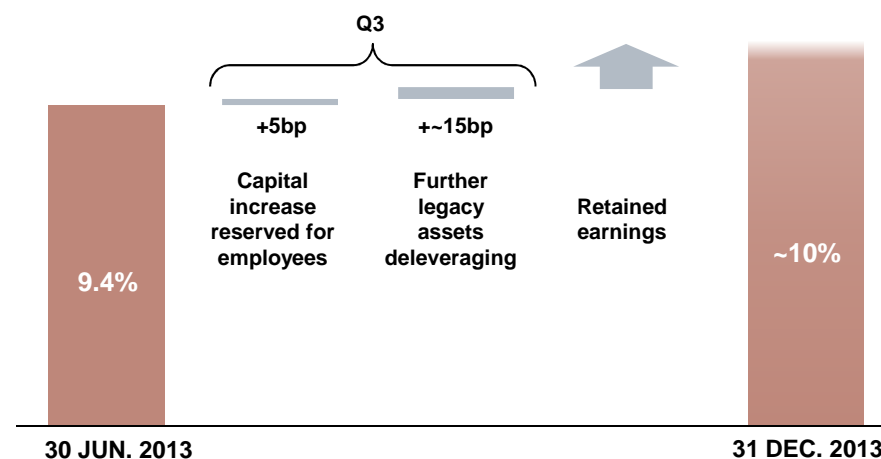 Q3
+5bp
+~15bp
Capital
increase
reserved for
employees
Further
legacy
assets
deleveraging
Retained
earnings
9.4%
~10%
30 JUN. 2013
31 DEC. 2013